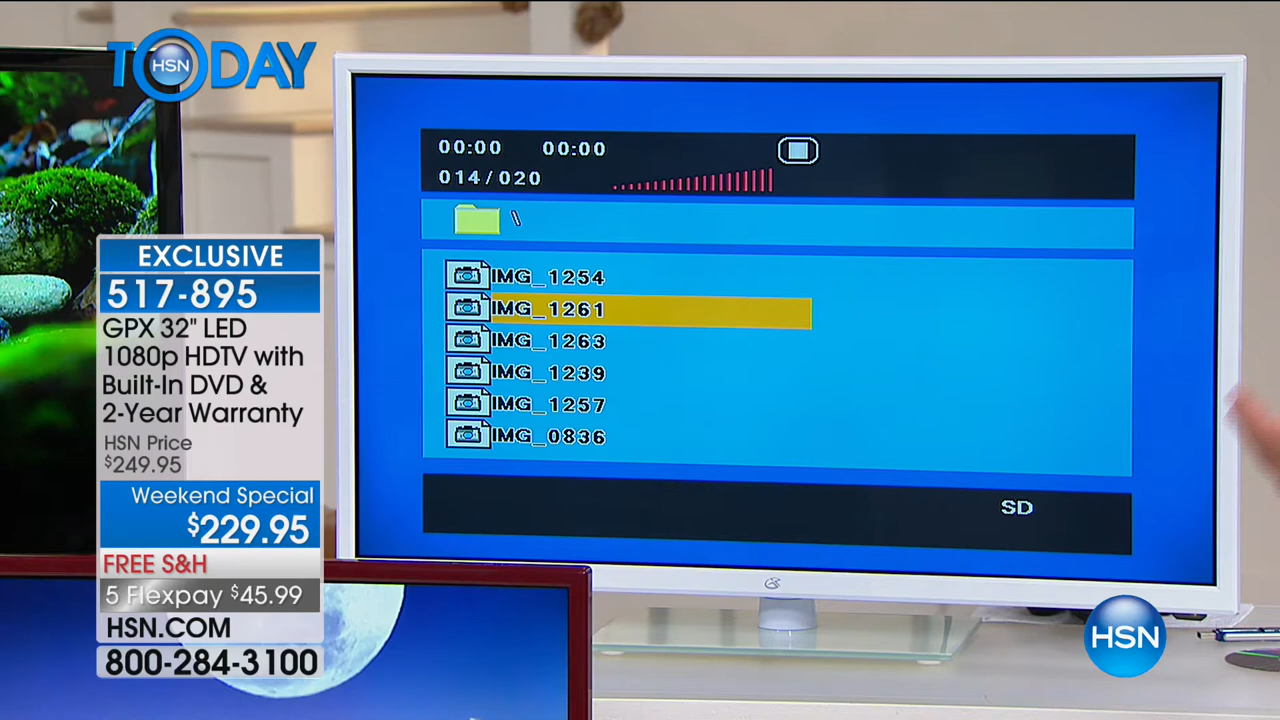 TODAY
HSN
EXCLUSIVE
517-895
GPX 32" LED
1080p HDTV with
Built-In DVD &
2-Year Warranty
HSN Price
$249.95
Weekend Special
$229.95
FREE S&H
5 Flexpay $45.99
HSN.COM
800-284-3100
00:00 00:00
014/020
\
IMG_1254
IMG_1261
IMG_1263
IMG_1239
IMG_1257
IMG_0836
SD
HSN